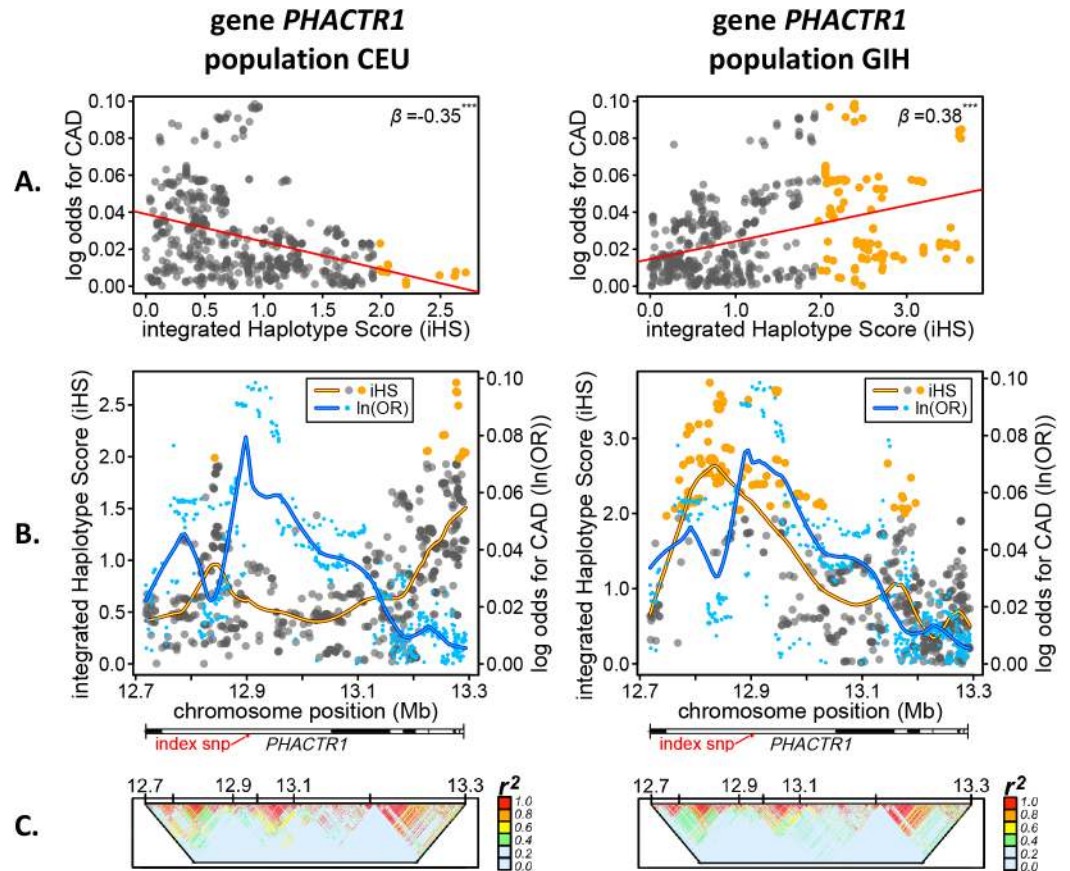 gene PHACTR1
population CEU
gene PHACTR1
population GIH
A.
log odds for CAD
0.10
0.08
0.06
0.04
0.02
0.00
β =-0.35***
0.0 0.5 1.0 1.5 2.0 2.5
integrated Haplotype Score (iHS)
log odds for CAD
0.10
0.08
0.06
0.04
0.02
0.00
β =0.38***
0.0 1.0 2.0 3.0
integrated Haplotype Score (iHS)
B.
integrated Haplotype Score (iHS)
2.5
2.0
1.5
1.0
0.5
0.0
iHS
ln(OR)
0.10
0.08
0.06
0.04
0.02
0.00
log odds for CAD (ln(OR))
12.7 12.9 13.1 13.3
chromosome position (Mb)
index snp
PHACTR1
integrated Haplotype Score (iHS)
3.0
2.0
1.0
0.0
iHS
ln(OR)
0.10
0.08
0.06
0.04
0.02
0.00
log odds for CAD (ln(OR))
12.7 12.9 13.1 13.3
chromosome position (Mb)
index snp
PHACTR1
C.
12.7 12.9 13.1 13.3
r²
1.0
0.8
0.6
0.4
0.2
0.0
12.7 12.9 13.1 13.3
r²
1.0
0.8
0.6
0.4
0.2
0.0